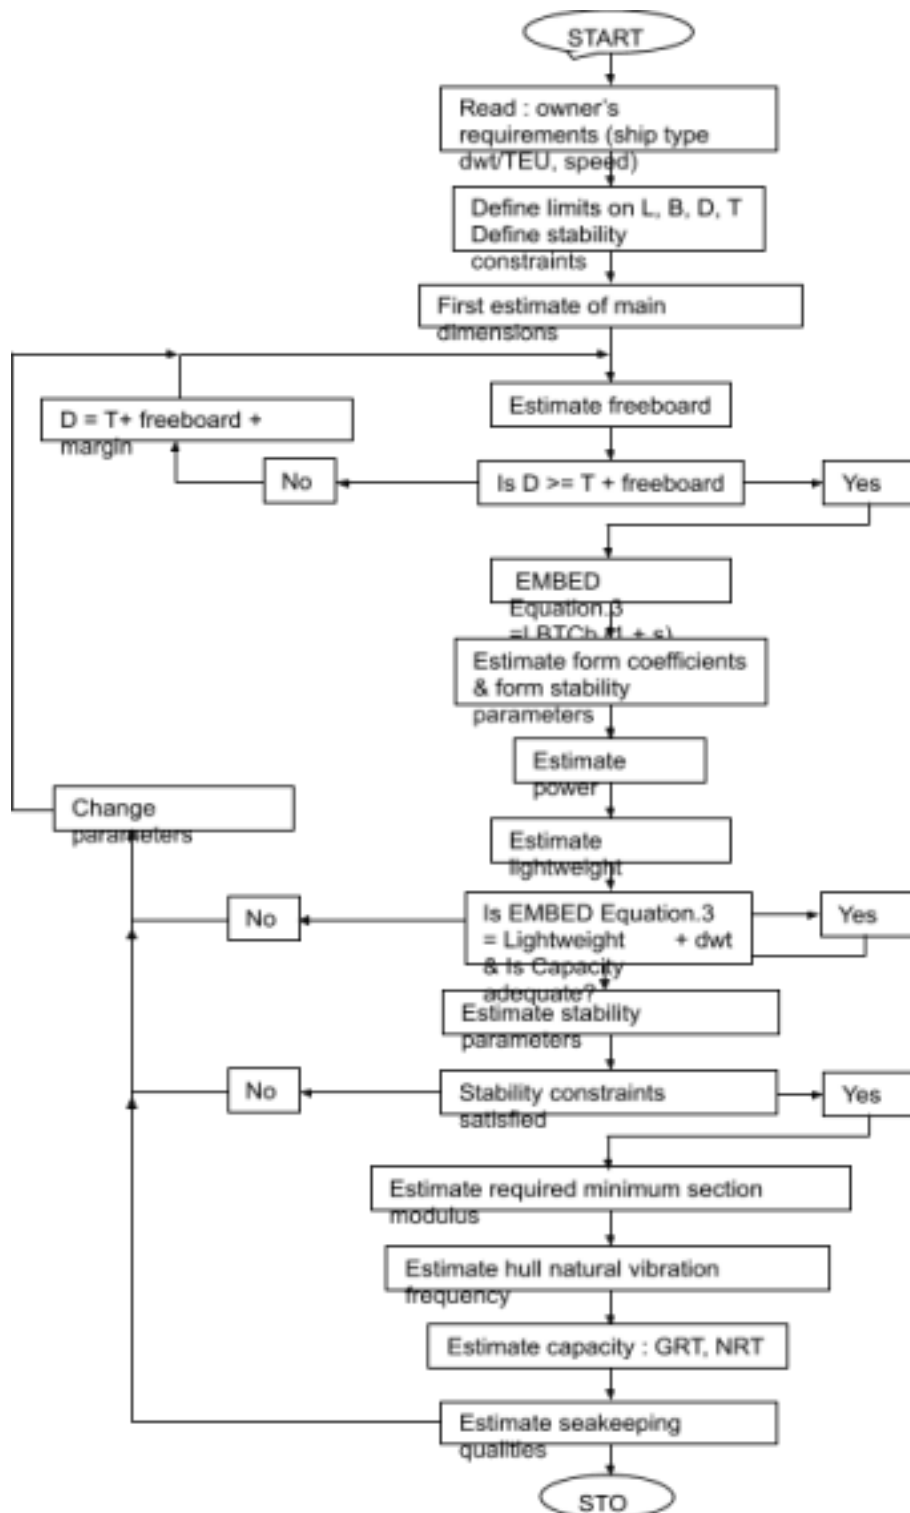 START
Read : owner's
requirements (ship type
dwt/TEU, speed)
Define limits on L, B, D, T
Define stability
constraints
First estimate of main
dimensions
Estimate freeboard
D = T+ freeboard +
margin
No
Is D >= T + freeboard
Yes
EMBED
Equation.3
=LBTCb (1 + s)
Estimate form coefficients
& form stability
parameters
Estimate
power
Change
parameters
Estimate
lightweight
No
Is EMBED Equation.3
= Lightweight + dwt
& Is Capacity
adequate?
Yes
Estimate stability
parameters
No
Stability constraints
satisfied
Yes
Estimate required minimum section
modulus
Estimate hull natural vibration
frequency
Estimate capacity : GRT, NRT
Estimate seakeeping
qualities
STO